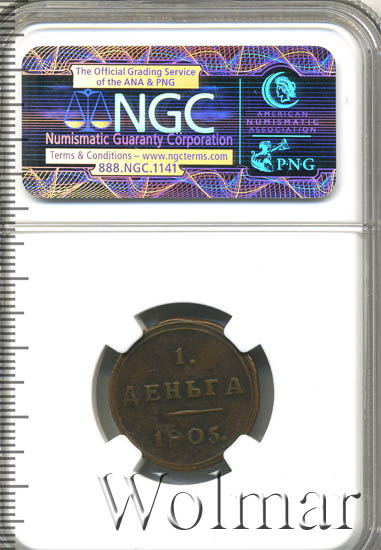 The Official Grading Service
of the ANA & PNG
NGC
Numismatic Guaranty Corporation
Terms & Conditions – www.ngcterms.com
888.NGC.1141
AMERICAN
NUMISMATIC
ASSOCIATION
P·N·G
1.
ДЕНЬГА
1805.
Wolmar